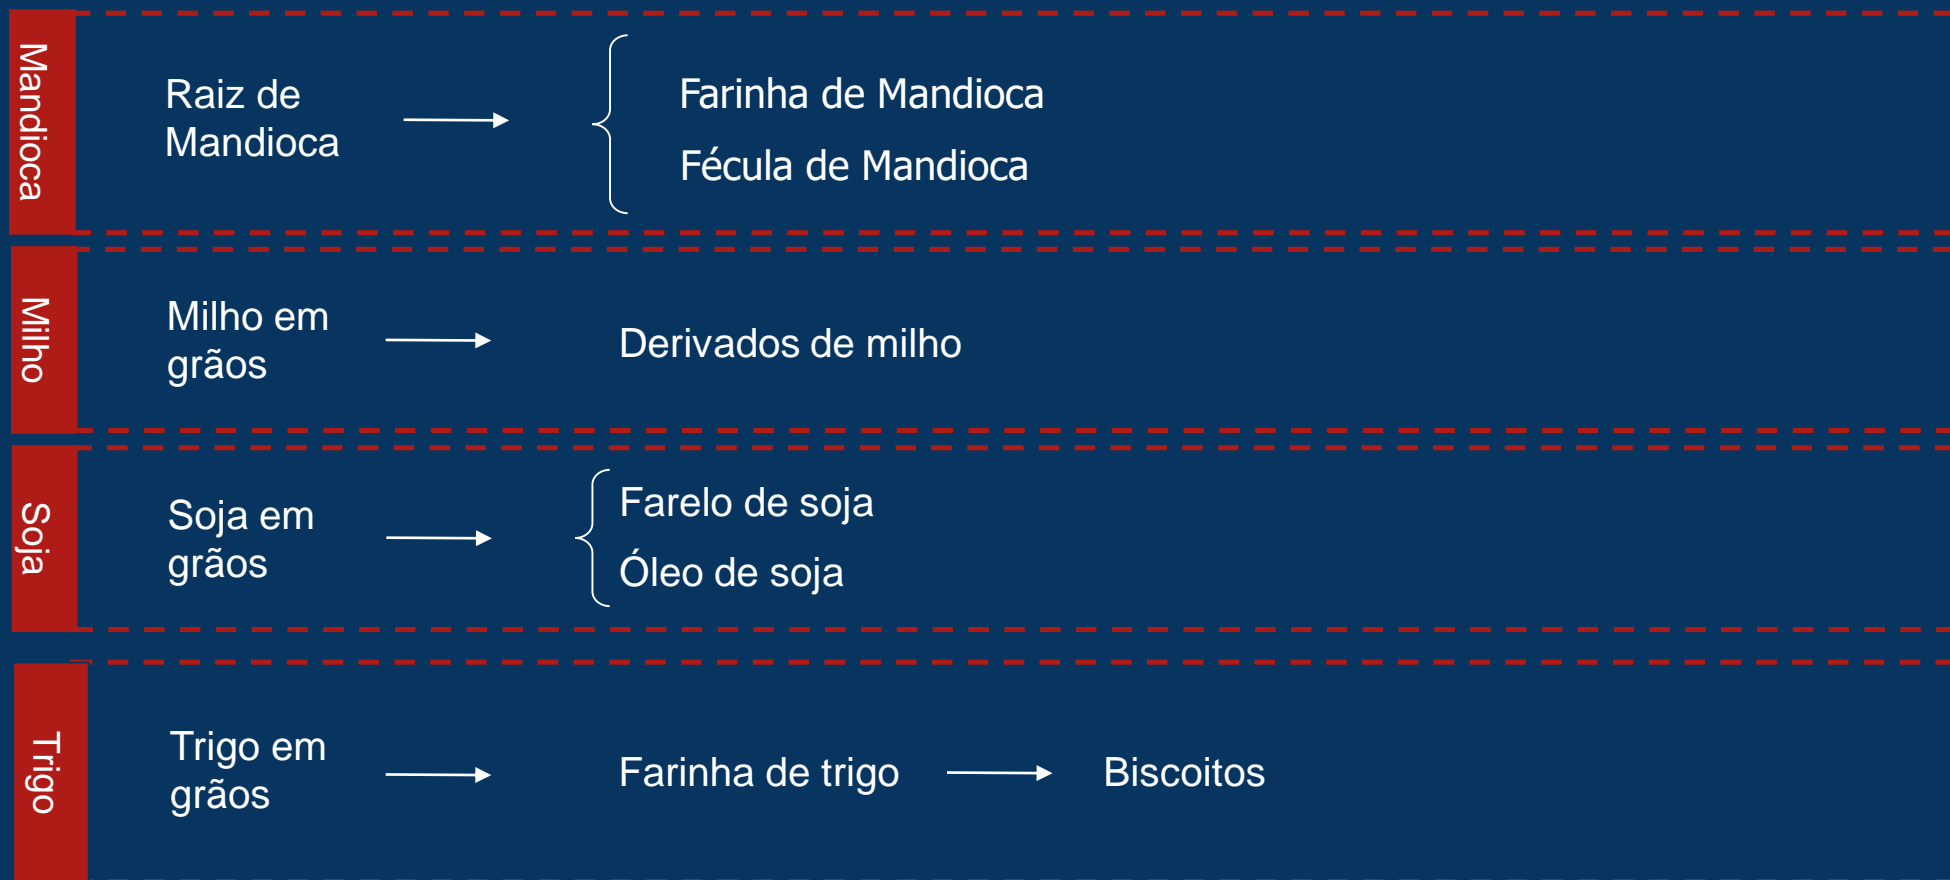 Mandioca
Raiz de
Mandioca
Farinha de Mandioca
Fécula de Mandioca
Milho
Milho em
grãos
Derivados de milho
Soja
Soja em
grãos
Farelo de soja
Óleo de soja
Trigo
Trigo em
grãos
Farinha de trigo
Biscoitos